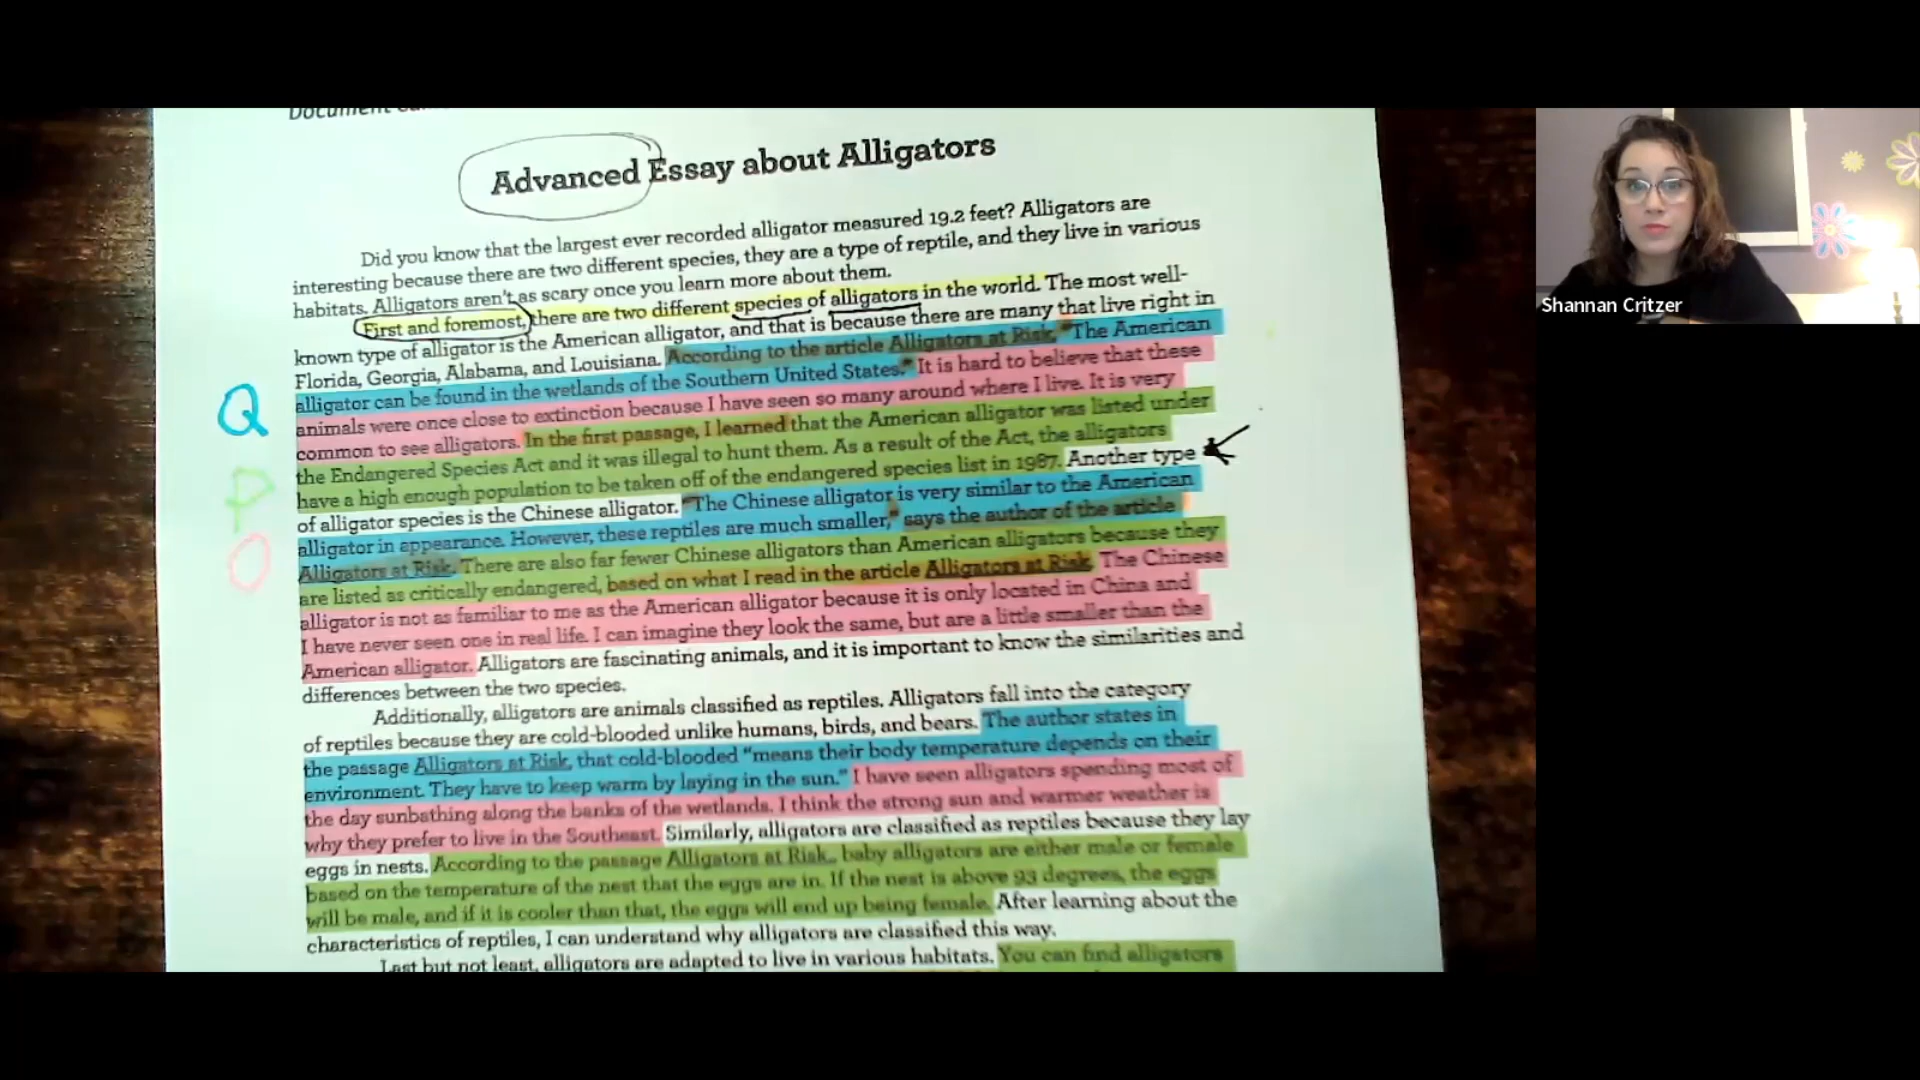 Document
Advanced Essay about Alligators
Did you know that the largest ever recorded alligator measured 19.2 feet? Alligators are
interesting because there are two different species, they are a type of reptile, and they live in various
habitats. Alligators aren't as scary once you learn more about them.
First and foremost, there are two different species of alligators in the world. The most well-
known type of alligator is the American alligator, and that is because there are many that live right in
Florida, Georgia, Alabama, and Louisiana. According to the article Alligators at Risk, "The American
alligator can be found in the wetlands of the Southern United States." It is hard to believe that these
animals were once close to extinction because I have seen so many around where I live. It is very
common to see alligators. In the first passage, I learned that the American alligator was listed under
the Endangered Species Act and it was illegal to hunt them. As a result of the Act, the alligators
have a high enough population to be taken off of the endangered species list in 1987. Another type
of alligator species is the Chinese alligator. "The Chinese alligator is very similar to the American
alligator in appearance. However, these reptiles are much smaller," says the author of the article
Alligators at Risk. There are also far fewer Chinese alligators than American alligators because they
are listed as critically endangered, based on what I read in the article Alligators at Risk. The Chinese
alligator is not as familiar to me as the American alligator because it is only located in China and
I have never seen one in real life. I can imagine they look the same, but are a little smaller than the
American alligator. Alligators are fascinating animals, and it is important to know the similarities and
differences between the two species.
Additionally, alligators are animals classified as reptiles. Alligators fall into the category
of reptiles because they are cold-blooded unlike humans, birds, and bears. The author states in
the passage Alligators at Risk, that cold-blooded "means their body temperature depends on their
environment. They have to keep warm by laying in the sun." I have seen alligators spending most of
the day sunbathing along the banks of the wetlands. I think the strong sun and warmer weather is
why they prefer to live in the Southeast. Similarly, alligators are classified as reptiles because they lay
eggs in nests. According to the passage Alligators at Risk, baby alligators are either male or female
based on the temperature of the nest that the eggs are in. If the nest is above 93 degrees, the eggs
will be male, and if it is cooler than that, the eggs will end up being female. After learning about the
characteristics of reptiles, I can understand why alligators are classified this way.
Last but not least, alligators are adapted to live in various habitats. You can find alligators
Q
P
O
Shannan Critzer